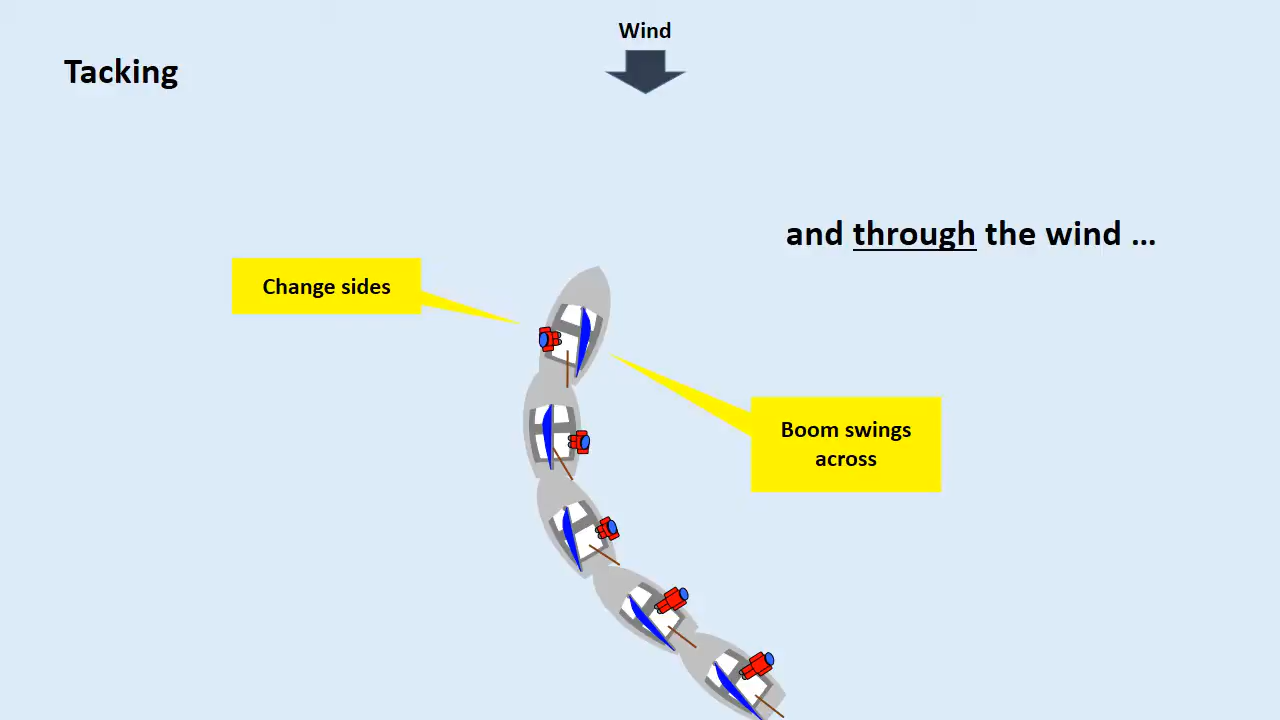 Wind
Tacking
and through the wind ...
Change sides
Boom swings
across